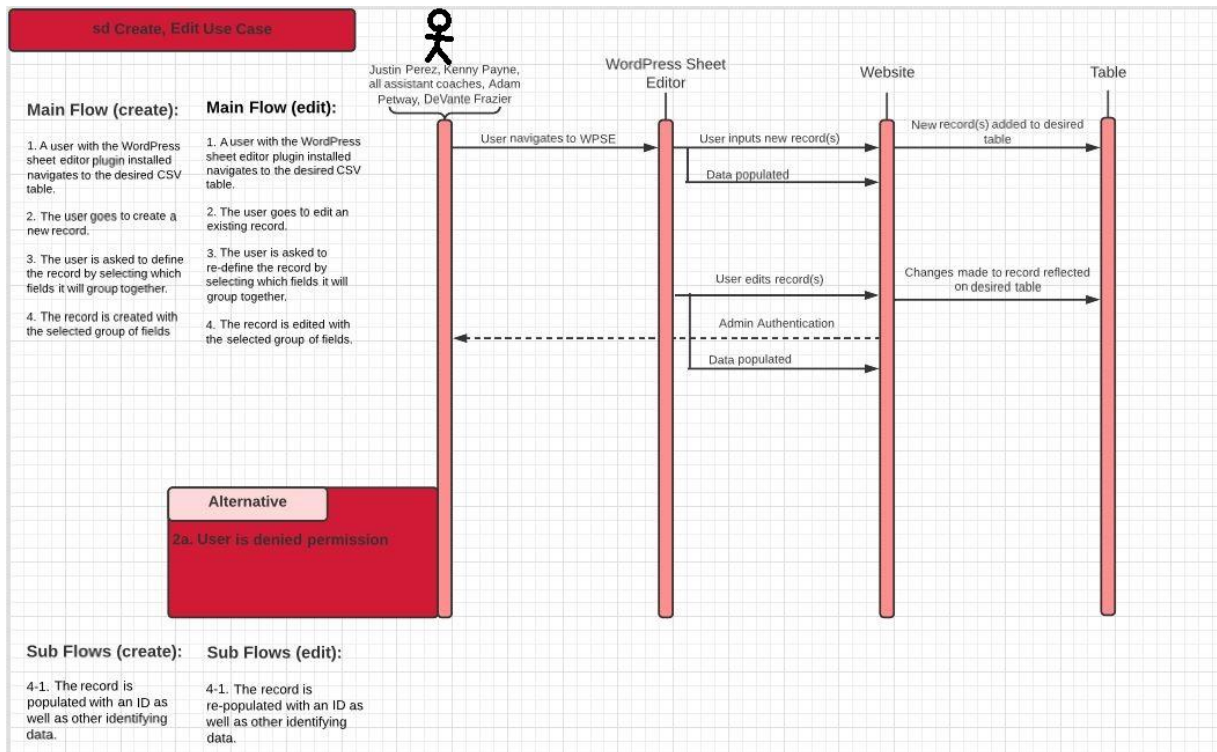 sd Create, Edit Use Case
Justin Perez, Kenny Payne,
all assistant coaches, Adam
Petway, DeVante Frazier
WordPress Sheet
Editor
Website
Table
Main Flow (create):
1. A user with the WordPress
sheet editor plugin installed
navigates to the desired CSV
table.
2. The user goes to create a
new record.
3. The user is asked to define
the record by selecting which
fields it will group together.
4. The record is created with
the selected group of fields
Main Flow (edit):
1. A user with the WordPress
sheet editor plugin installed
navigates to the desired CSV
table.
2. The user goes to edit an
existing record.
3. The user is asked to
re-define the record by
selecting which fields it will
group together.
4. The record is edited with
the selected group of fields.
User navigates to WPSE
User inputs new record(s)
New record(s) added to desired
table
Data populated
User edits record(s)
Changes made to record reflected
on desired table
Admin Authentication
Data populated
Alternative
2a. User is denied permission
Sub Flows (create):
4-1. The record is
populated with an ID as
well as other identifying
data.
Sub Flows (edit):
4-1. The record is
re-populated with an ID as
well as other identifying
data.